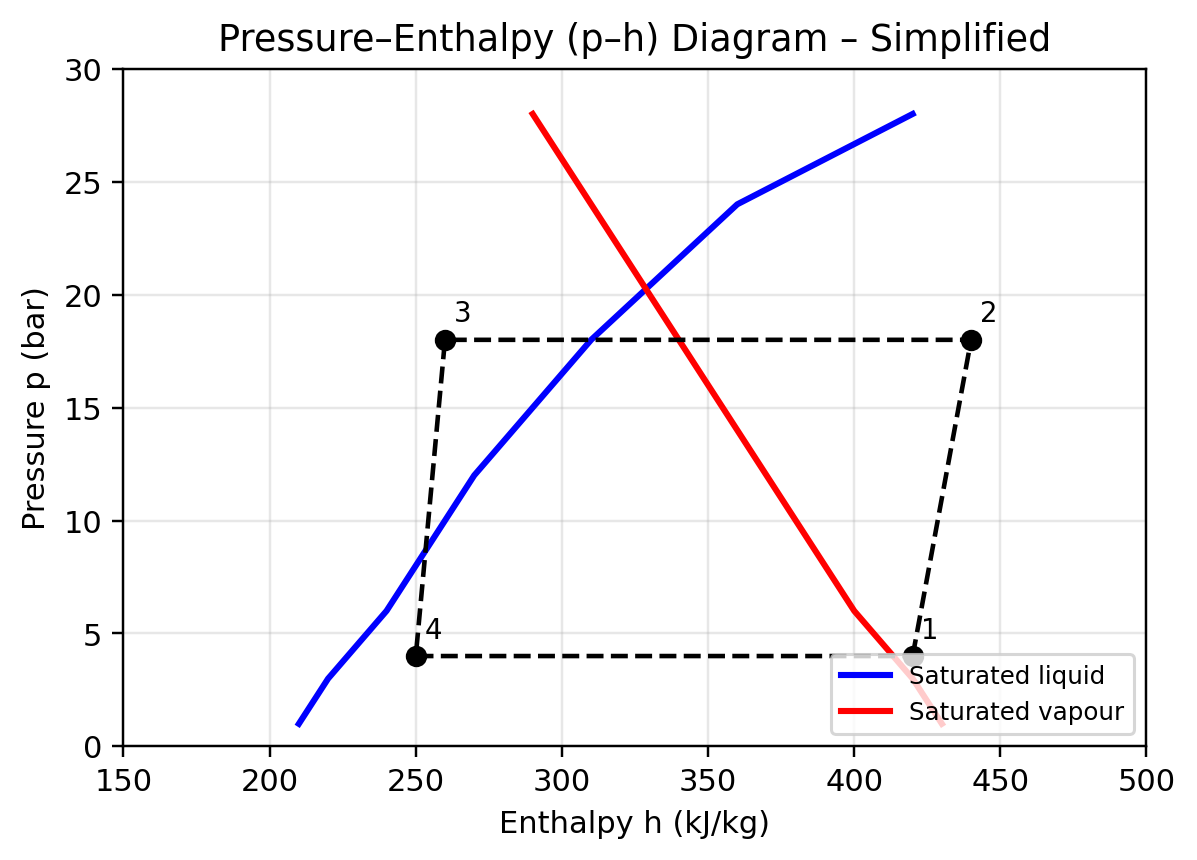 Pressure–Enthalpy (p–h) Diagram – Simplified
30
25
20
15
10
5
0
Pressure p (bar)
3
2
4
1
Saturated liquid
Saturated vapour
150 200 250 300 350 400 450 500
Enthalpy h (kJ/kg)